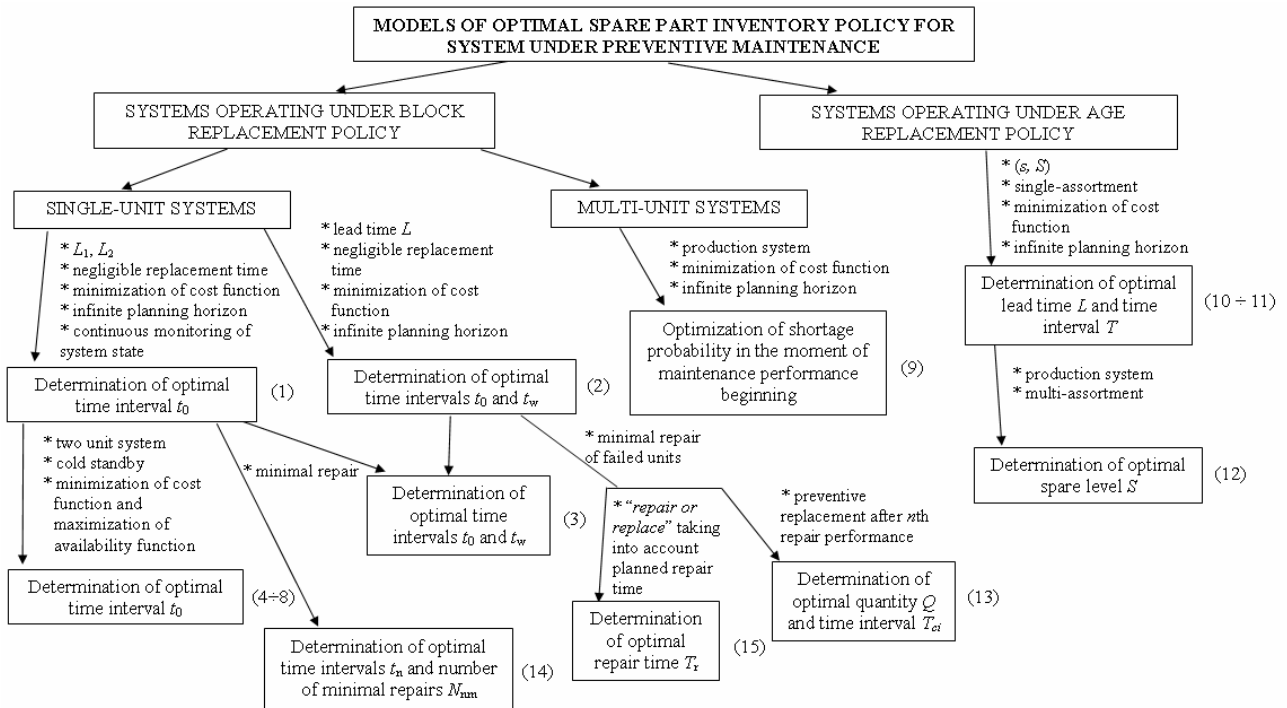 MODELS OF OPTIMAL SPARE PART INVENTORY POLICY FOR
SYSTEM UNDER PREVENTIVE MAINTENANCE
SYSTEMS OPERATING UNDER BLOCK
REPLACEMENT POLICY
SYSTEMS OPERATING UNDER AGE
REPLACEMENT POLICY
SINGLE-UNIT SYSTEMS
MULTI-UNIT SYSTEMS
* (s, S)
* single-assortment
* minimization of cost
function
* infinite planning horizon
* L1, L2
* negligible replacement time
* minimization of cost function
* infinite planning horizon
* continuous monitoring of
system state
* lead time L
* negligible replacement
time
* minimization of cost
function
* infinite planning horizon
* production system
* minimization of cost function
* infinite planning horizon
Determination of optimal
lead time L and time
interval T
(10 ÷ 11)
Optimization of shortage
probability in the moment of
maintenance performance
beginning
(9)
Determination of optimal
time interval t0
(1)
Determination of optimal
time intervals t0 and tw
(2)
* production system
* multi-assortment
* two unit system
* cold standby
* minimization of cost
function and
maximization of
availability function
* minimal repair
* minimal repair
of failed units
Determination of optimal
spare level S
(12)
Determination of
optimal time
intervals t0 and tw
(3)
* “repair or
replace” taking
into account
planned repair
time
* preventive
replacement after nth
repair performance
Determination of optimal
time interval t0
(4÷8)
Determination of
optimal quantity Q
and time interval Tei
(13)
Determination
of optimal
repair time Tr
(15)
Determination of optimal
time intervals tn and number
of minimal repairs Nnm
(14)